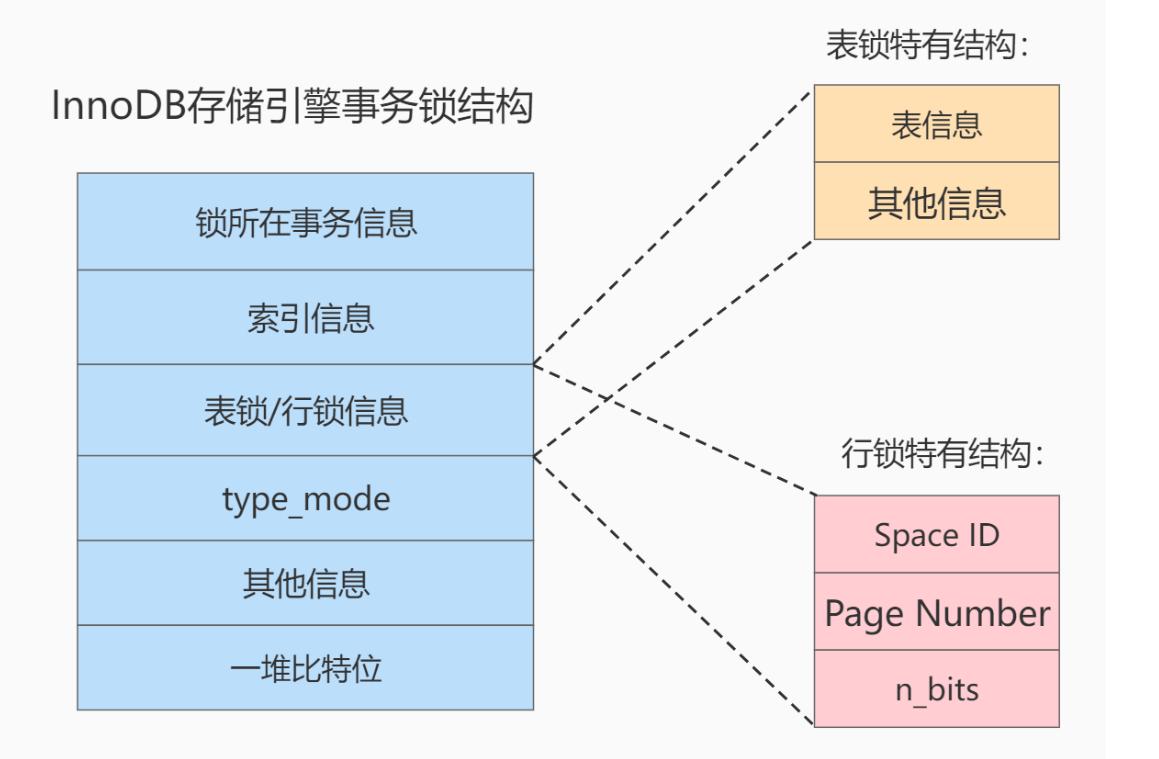 InnoDB存储引擎事务锁结构
锁所在事务信息
索引信息
表锁/行锁信息
type_mode
其他信息
一堆比特位
表锁特有结构：
表信息
其他信息
行锁特有结构：
Space ID
Page Number
n_bits